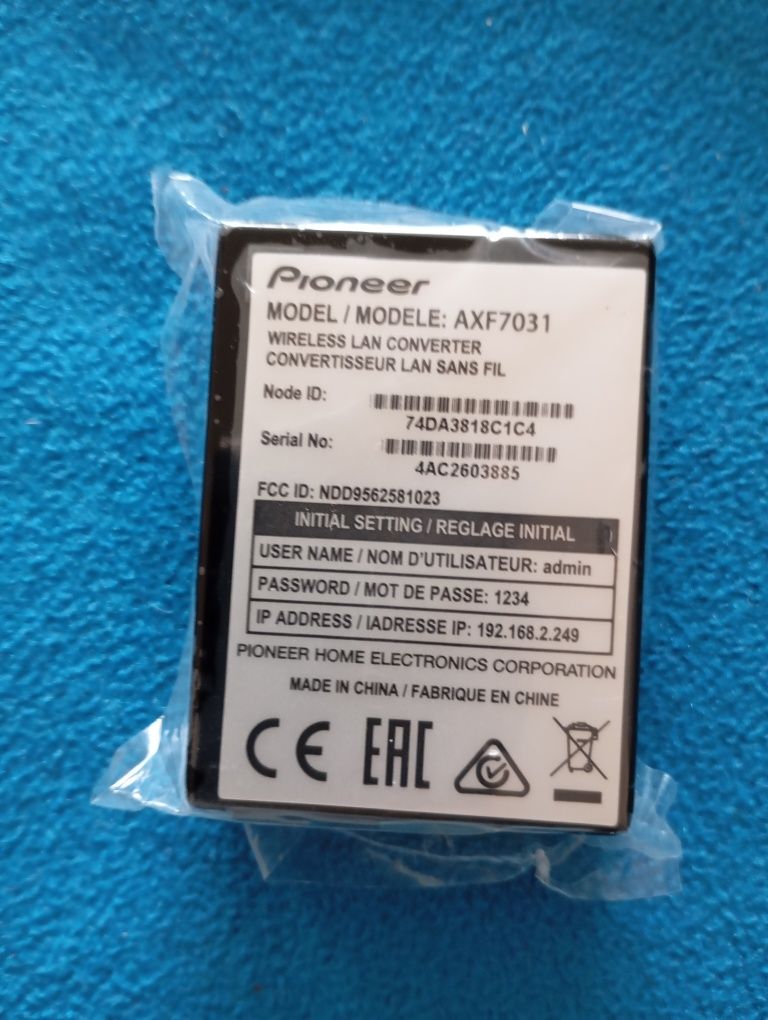 Pioneer
MODEL / MODELE: AXF7031
WIRELESS LAN CONVERTER
CONVERTISSEUR LAN SANS FIL
Node ID:
74DA3818C1C4
Serial No:
4AC2603885
FCC ID: NDD9562581023
INITIAL SETTING / REGLAGE INITIAL
USER NAME / NOM D'UTILISATEUR: admin
PASSWORD / MOT DE PASSE: 1234
IP ADDRESS / IADRESSE IP: 192.168.2.249
PIONEER HOME ELECTRONICS CORPORATION
MADE IN CHINA / FABRIQUE EN CHINE
CE EAC